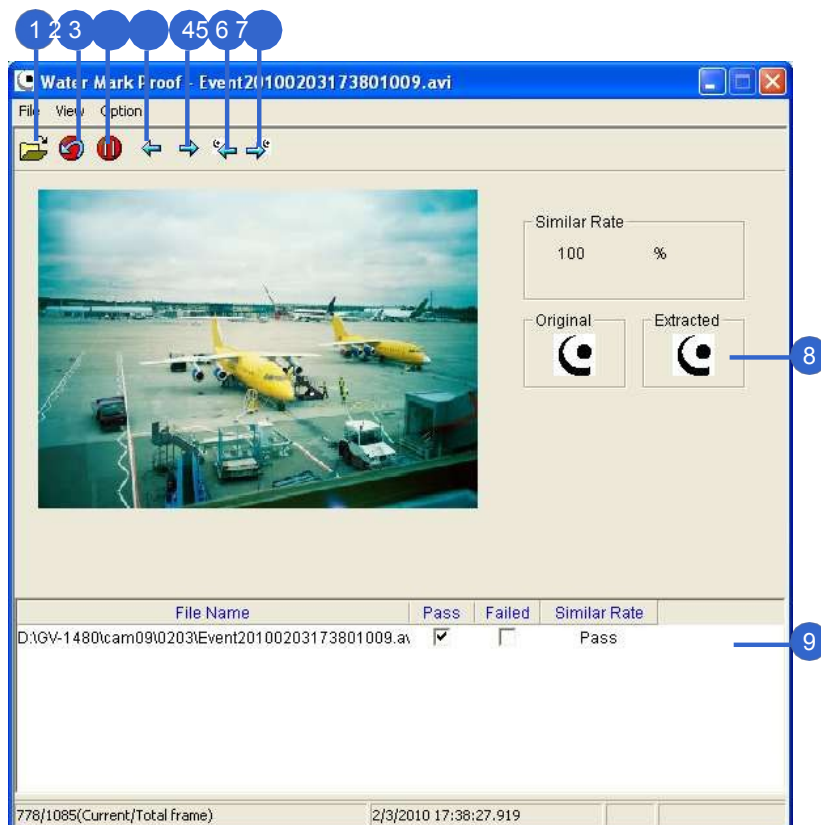 1 2 3 4 5 6 7
Water Mark Proof - Event20100203173801009.avi
File View Option
Similar Rate
100 %
Original Extracted
8
File Name Pass Failed Similar Rate
D:\GV-1480\cam09\0203\Event20100203173801009.av Pass
9
778/1085(Current/Total frame) 2/3/2010 17:38:27.919